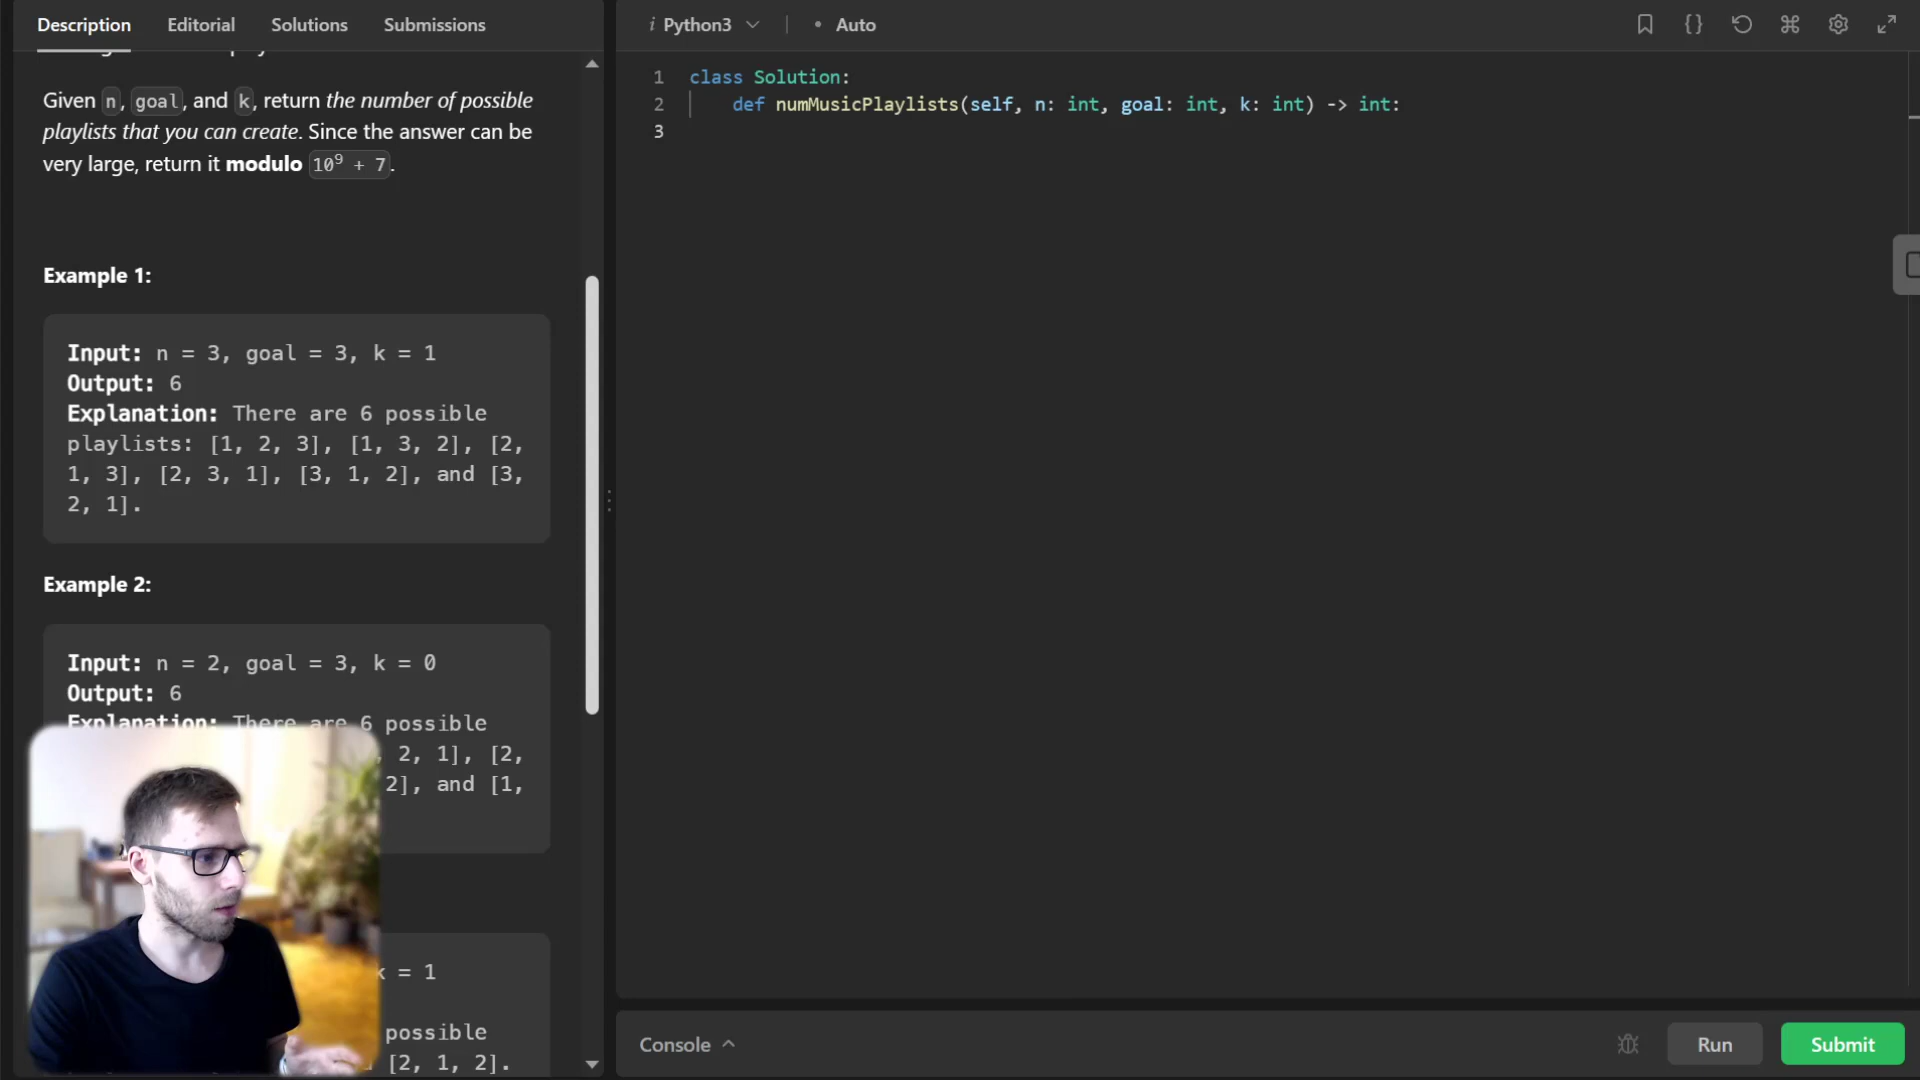 Description Editorial Solutions Submissions
Given n, goal, and k, return the number of possible
playlists that you can create. Since the answer can be
very large, return it modulo 10⁹ + 7.
Example 1:
Input: n = 3, goal = 3, k = 1
Output: 6
Explanation: There are 6 possible
playlists: [1, 2, 3], [1, 3, 2], [2,
1, 3], [2, 3, 1], [3, 1, 2], and [3,
2, 1].
Example 2:
Input: n = 2, goal = 3, k = 0
Output: 6
Explanation: There are 6 possible
2, 1], [2,
2], and [1,
k = 1
possible
[2, 1, 2].
i Python3 • Auto
1 class Solution:
2 def numMusicPlaylists(self, n: int, goal: int, k: int) -> int:
3
Console
Run
Submit